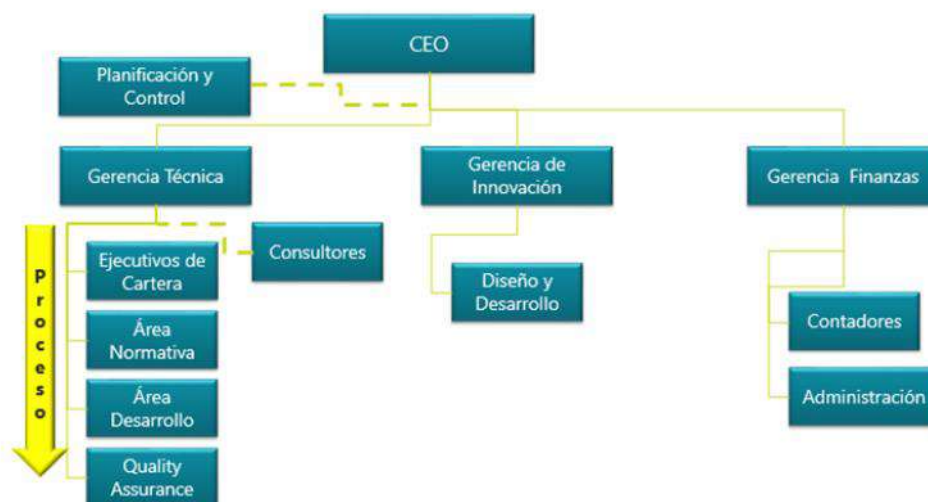 CEO
Planificación y
Control
Gerencia Técnica
Gerencia de
Innovación
Gerencia Finanzas
Proceso
Ejecutivos de
Cartera
Consultores
Área
Normativa
Área
Desarrollo
Quality
Assurance
Diseño y
Desarrollo
Contadores
Administración